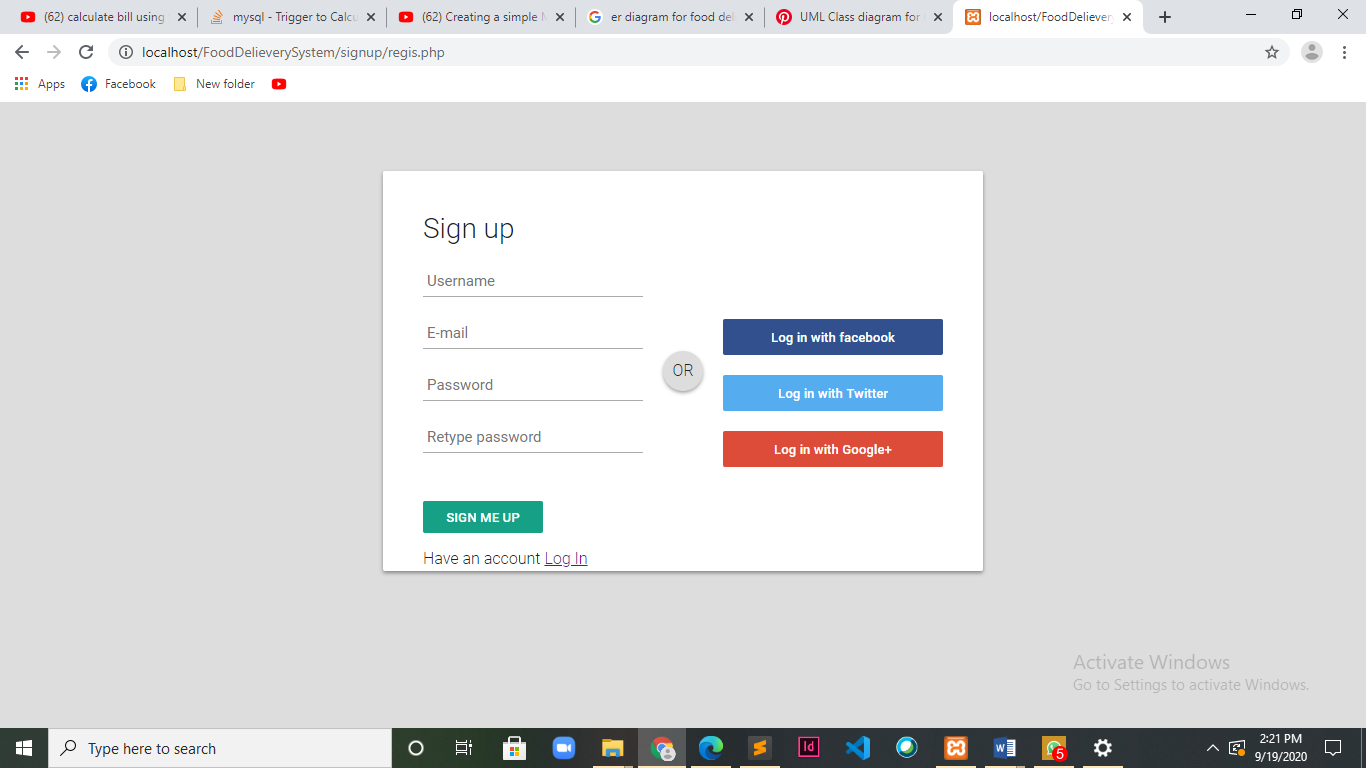 (62) calculate bill using
mysql - Trigger to Calcu
(62) Creating a simple M
er diagram for food del
UML Class diagram for
localhost/FoodDelievery
localhost/FoodDelieverySystem/signup/regis.php
Apps
Facebook
New folder
Sign up
Username
E-mail
Password
Retype password
OR
Log in with facebook
Log in with Twitter
Log in with Google+
SIGN ME UP
Have an account Log In
Activate Windows
Go to Settings to activate Windows.
Type here to search
Id
5
2:21 PM
9/19/2020